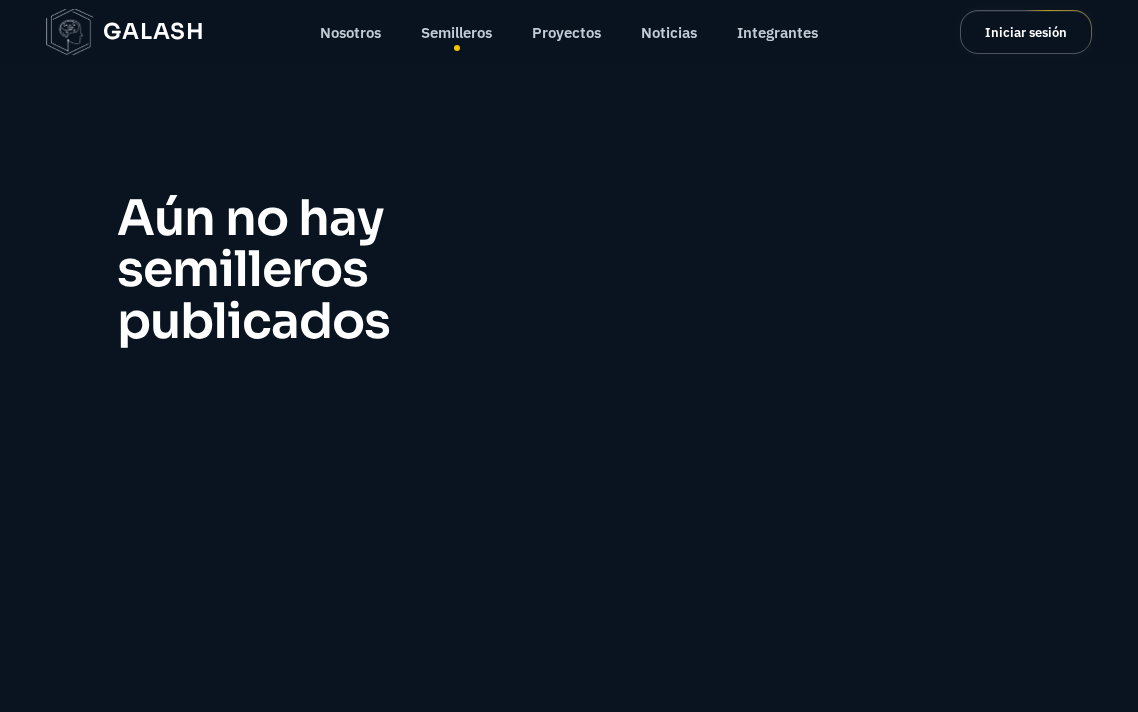 GALASH
Nosotros
Semilleros
Proyectos
Noticias
Integrantes
Iniciar sesión
Aún no hay
semilleros
publicados